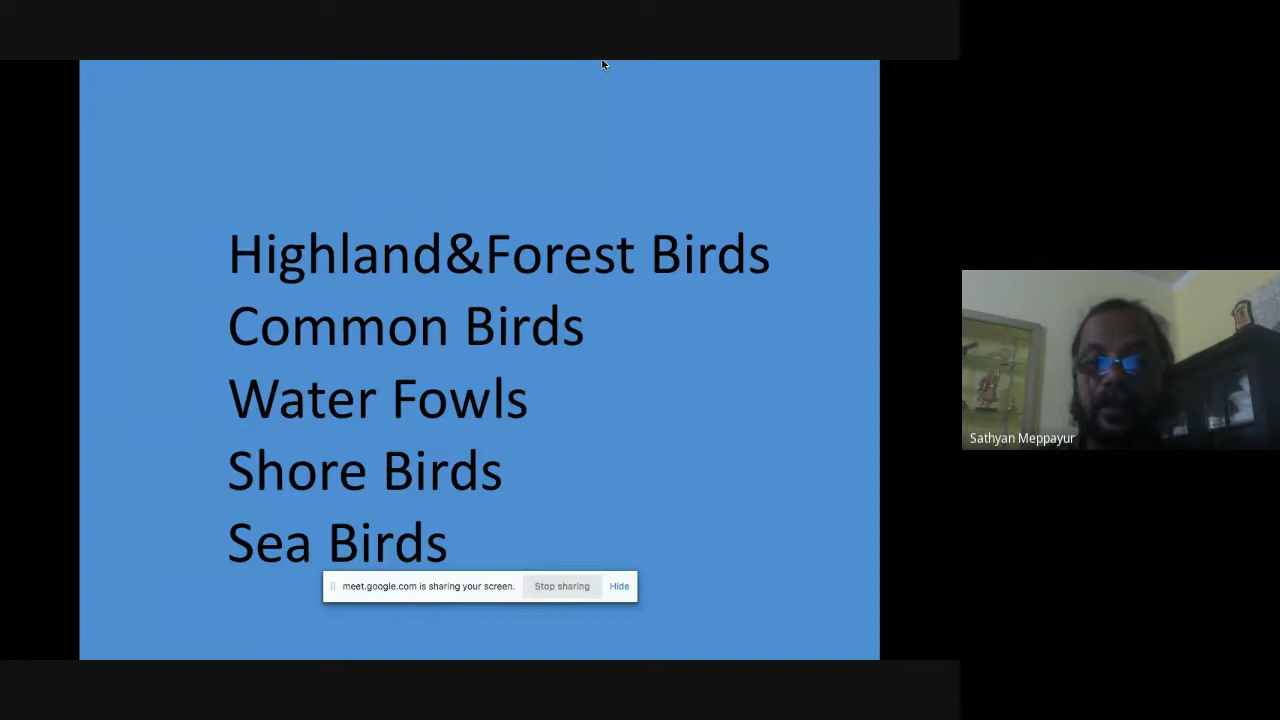 Highland&Forest Birds
Common Birds
Water Fowls
Shore Birds
Sea Birds
meet.google.com is sharing your screen. Stop sharing Hide
Sathyan Meppayur